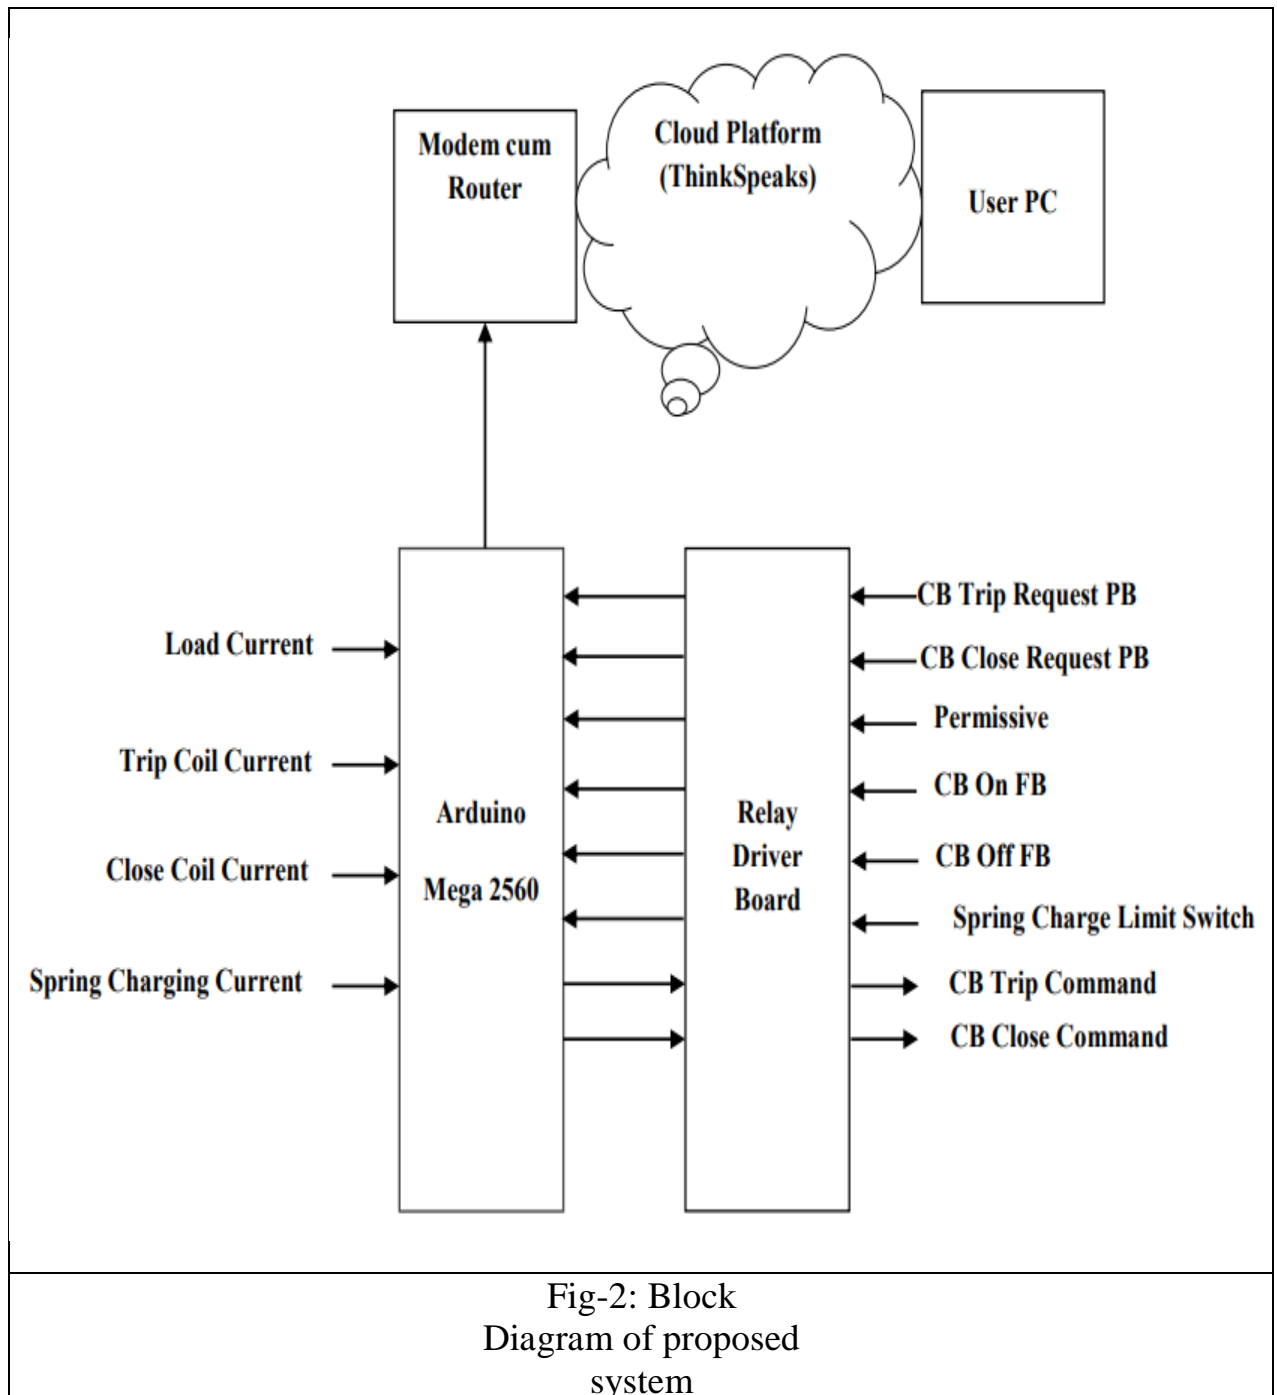 Modem cum
Router
Cloud Platform
(ThinkSpeaks)
User PC
Load Current
Trip Coil Current
Close Coil Current
Spring Charging Current
Arduino
Mega 2560
Relay
Driver
Board
CB Trip Request PB
CB Close Request PB
Permissive
CB On FB
CB Off FB
Spring Charge Limit Switch
CB Trip Command
CB Close Command
Fig-2: Block
Diagram of proposed
system